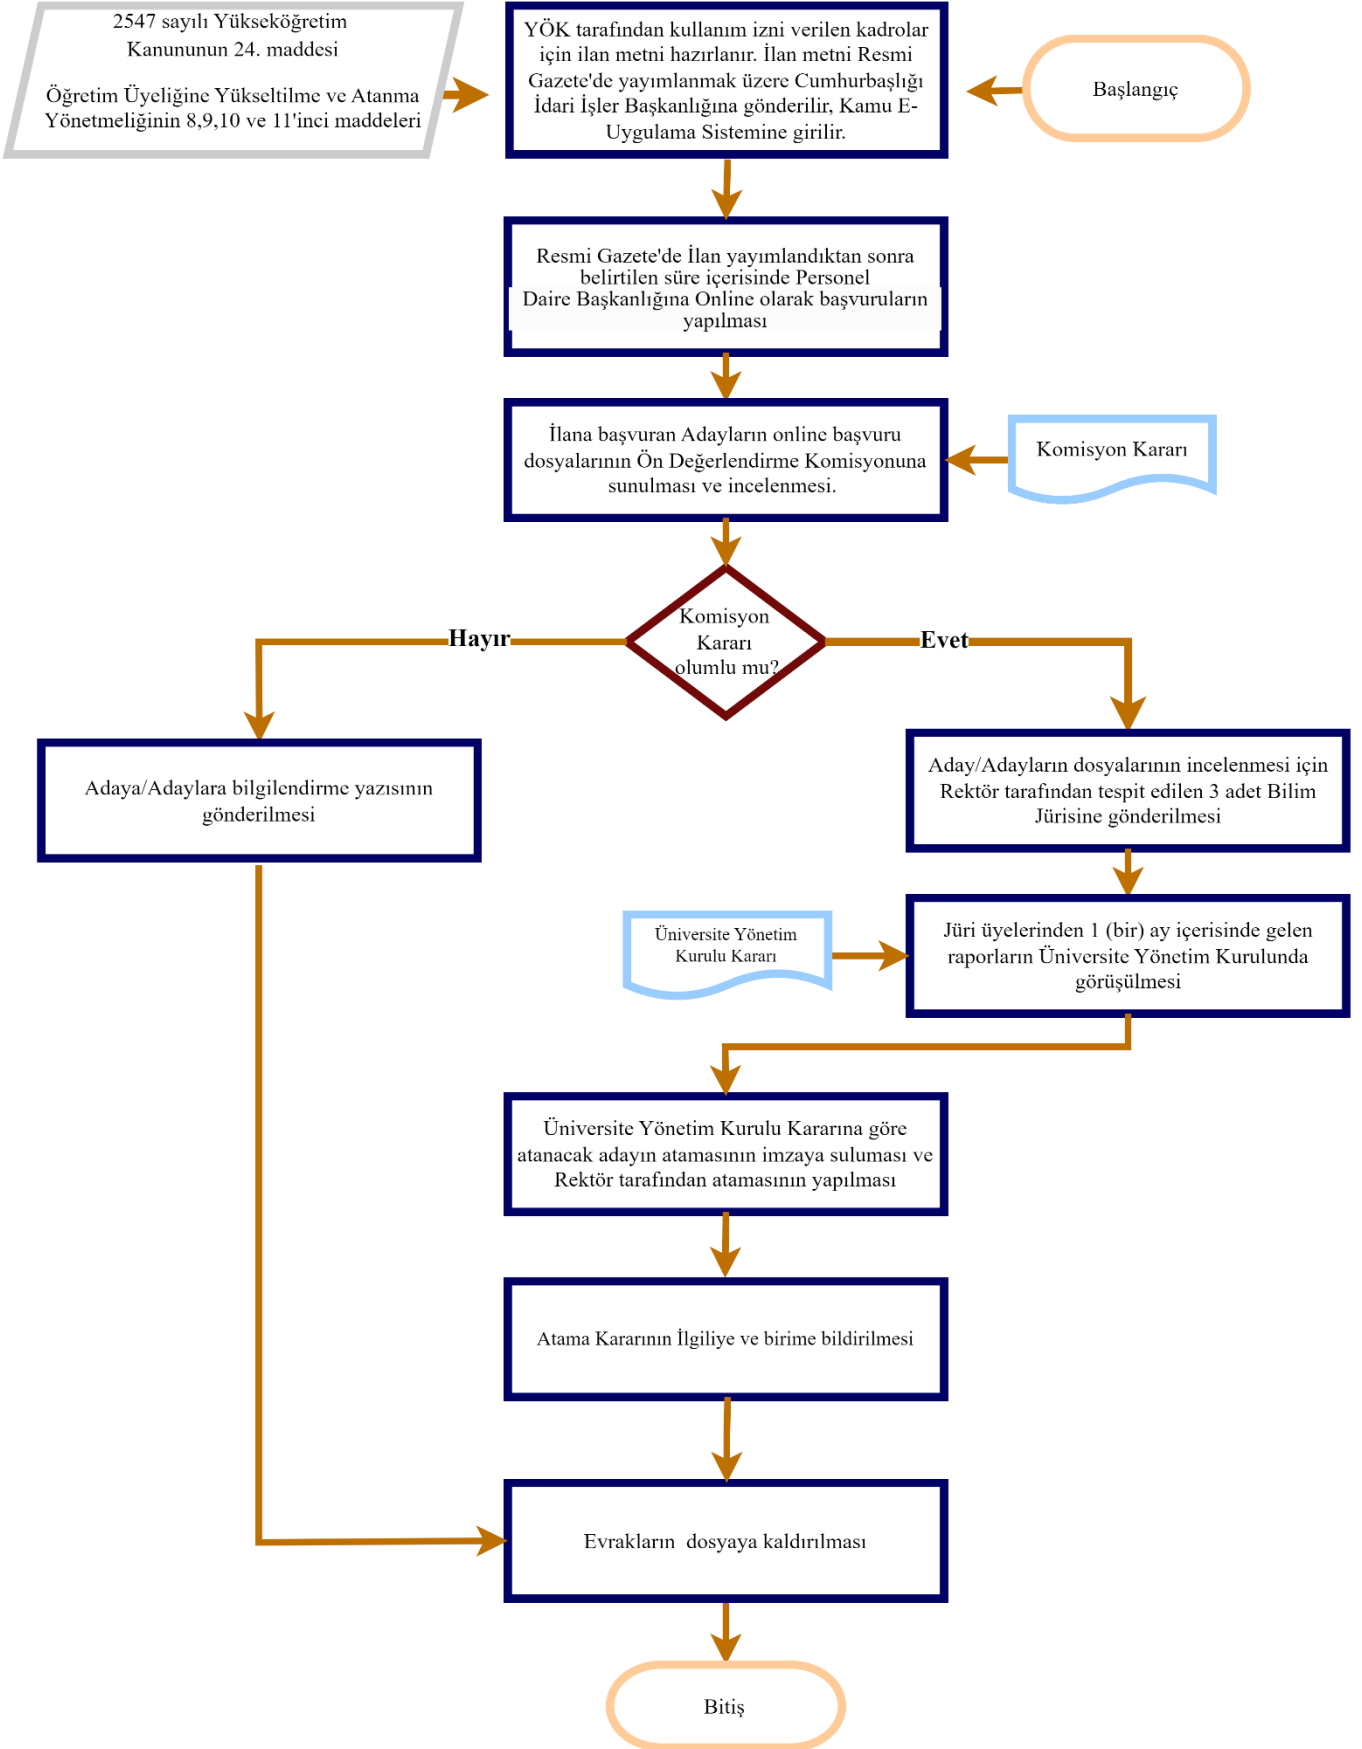 2547 sayılı Yükseköğretim
Kanununun 24. maddesi
Öğretim Üyeliğine Yükseltilme ve Atanma
Yönetmeliğinin 8,9,10 ve 11'inci maddeleri
YÖK tarafından kullanım izni verilen kadrolar
için ilan metni hazırlanır. İlan metni Resmi
Gazete'de yayımlanmak üzere Cumhurbaşlığı
İdari İşler Başkanlığına gönderilir, Kamu E-
Uygulama Sistemine girilir.
Başlangıç
Resmi Gazete'de İlan yayımlandıktan sonra
belirtilen süre içerisinde Personel
Daire Başkanlığına Online olarak başvuruların
yapılması
İlana başvuran Adayların online başvuru
dosyalarının Ön Değerlendirme Komisyonuna
sunulması ve incelenmesi.
Komisyon Kararı
Komisyon
Kararı
olumlu mu?
Hayır
Evet
Adaya/Adaylara bilgilendirme yazısının
gönderilmesi
Aday/Adayların dosyalarının incelenmesi için
Rektör tarafından tespit edilen 3 adet Bilim
Jürisine gönderilmesi
Üniversite Yönetim
Kurulu Kararı
Jüri üyelerinden 1 (bir) ay içerisinde gelen
raporların Üniversite Yönetim Kurulunda
görüşülmesi
Üniversite Yönetim Kurulu Kararına göre
atanacak adayın atamasının imzaya suluması ve
Rektör tarafından atamasının yapılması
Atama Kararının İlgiliye ve birime bildirilmesi
Evrakların dosyaya kaldırılması
Bitiş